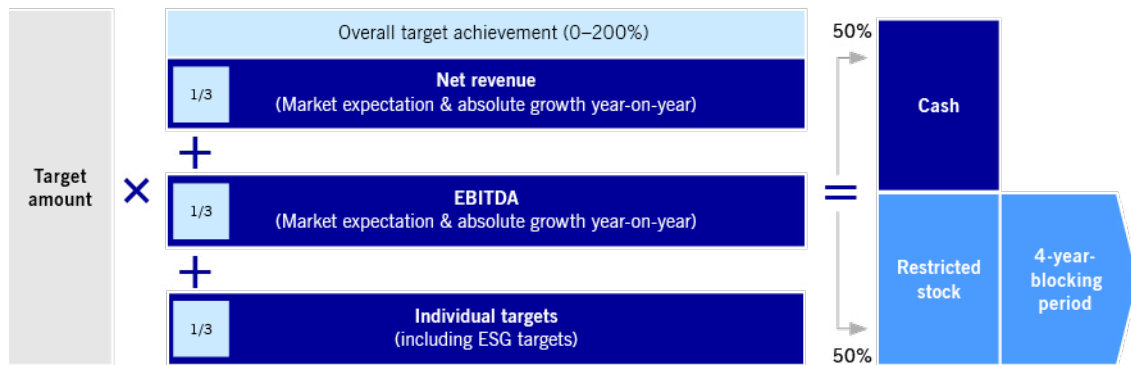 Overall target achievement (0–200%)
50%
1/3
Net revenue
(Market expectation & absolute growth year-on-year)
Cash
+
Target
amount
×
1/3
EBITDA
(Market expectation & absolute growth year-on-year)
=
+
Restricted
stock
4-year-
blocking
period
1/3
Individual targets
(including ESG targets)
50%